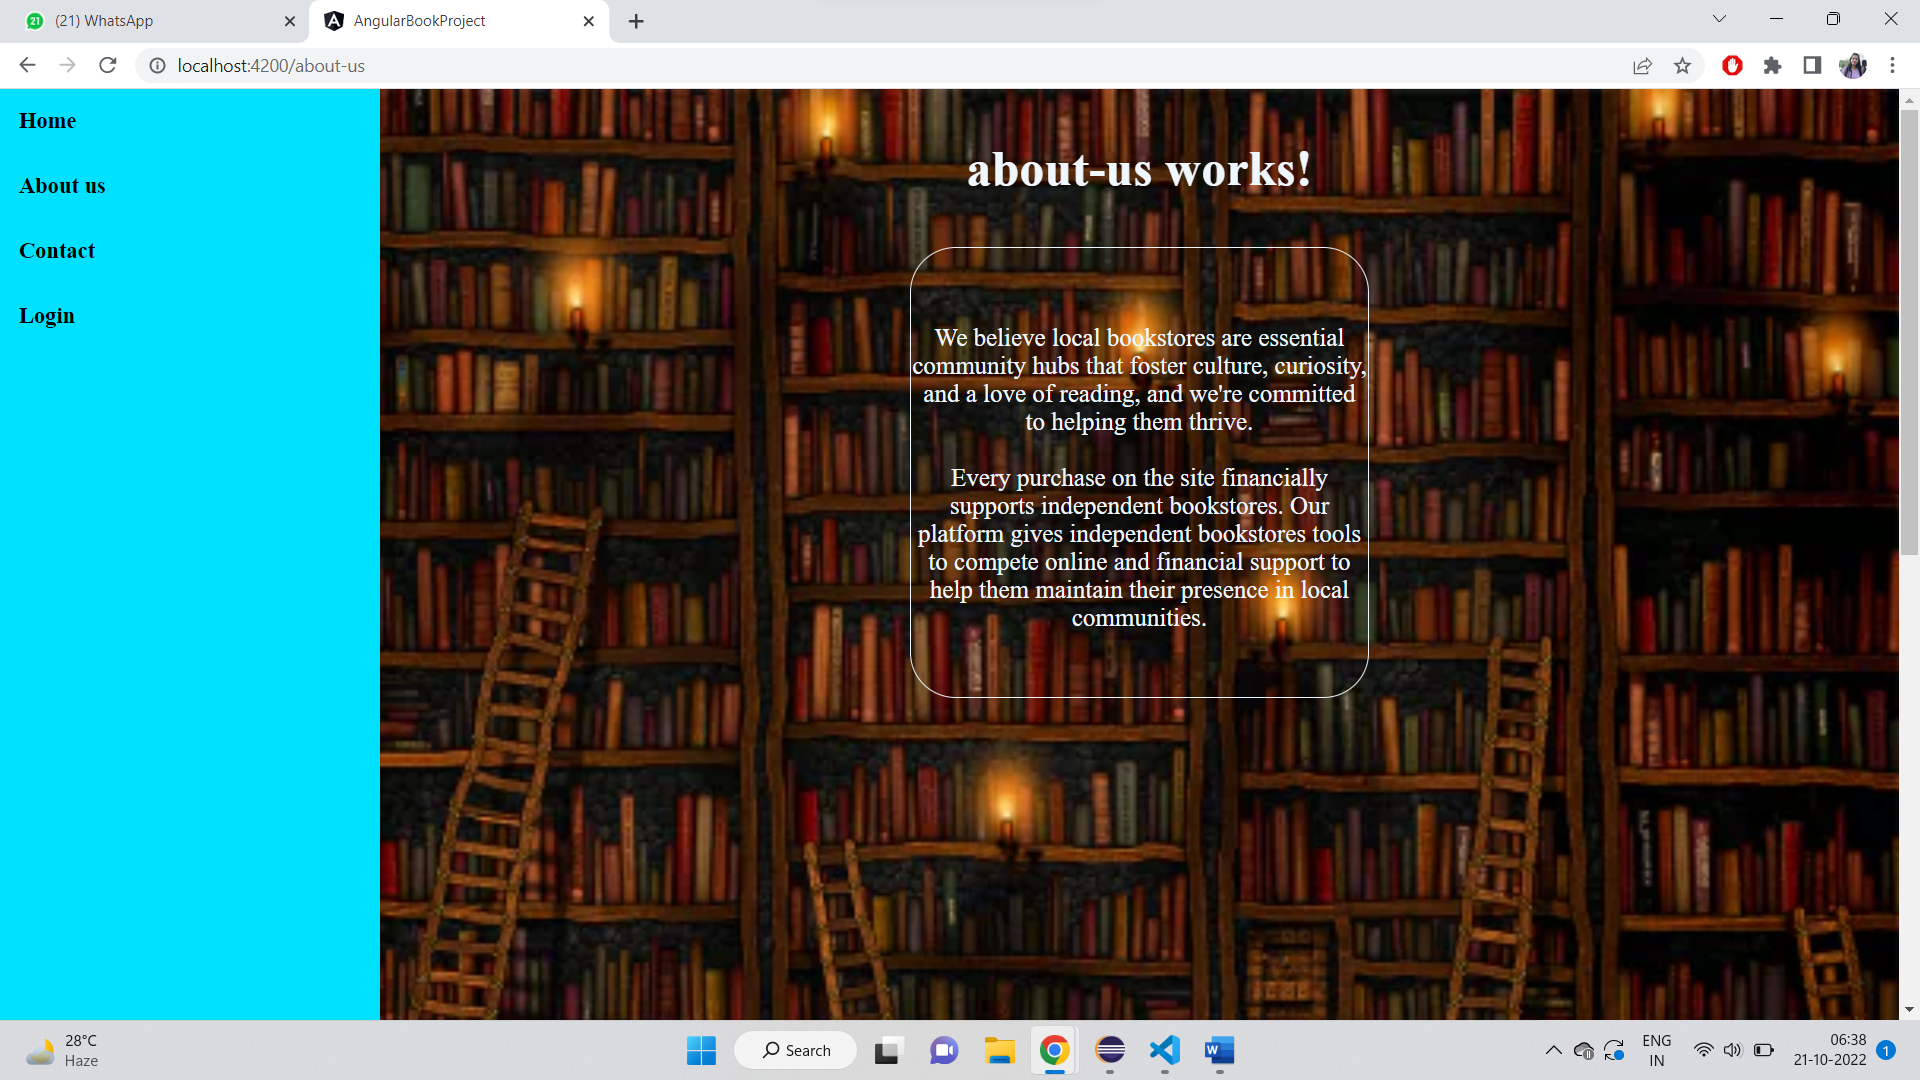 21
(21) WhatsApp
AngularBookProject
localhost:4200/about-us
Home
About us
Contact
Login
about-us works!
We believe local bookstores are essential
community hubs that foster culture, curiosity,
and a love of reading, and we're committed
to helping them thrive.
Every purchase on the site financially
supports independent bookstores. Our
platform gives independent bookstores tools
to compete online and financial support to
help them maintain their presence in local
communities.
28°C
Haze
Search
ENG
IN
06:38
21-10-2022
1